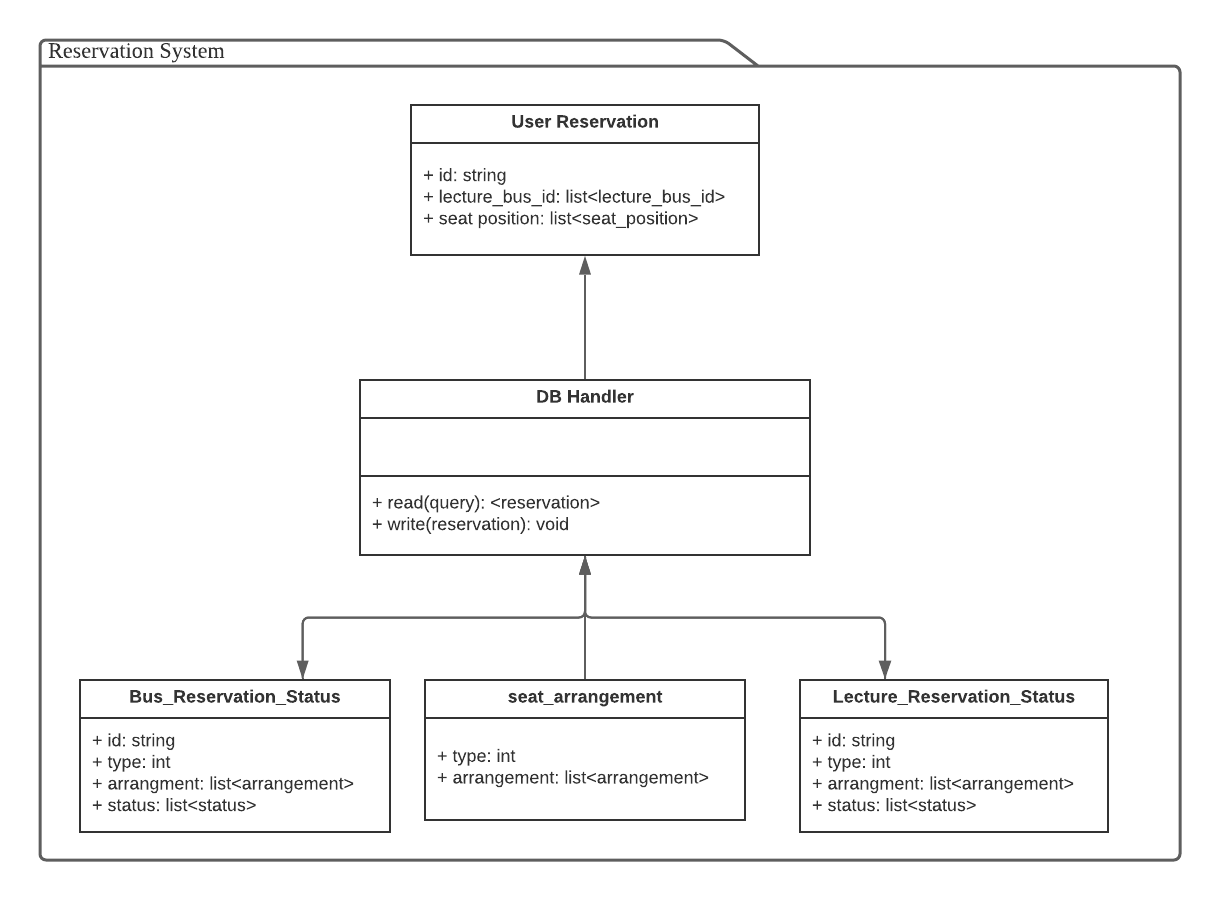 Reservation System
User Reservation
+ id: string
+ lecture_bus_id: list<lecture_bus_id>
+ seat position: list<seat_position>
DB Handler
+ read(query): <reservation>
+ write(reservation): void
Bus_Reservation_Status
+ id: string
+ type: int
+ arrangment: list<arrangement>
+ status: list<status>
seat_arrangement
+ type: int
+ arrangement: list<arrangement>
Lecture_Reservation_Status
+ id: string
+ type: int
+ arrangment: list<arrangement>
+ status: list<status>